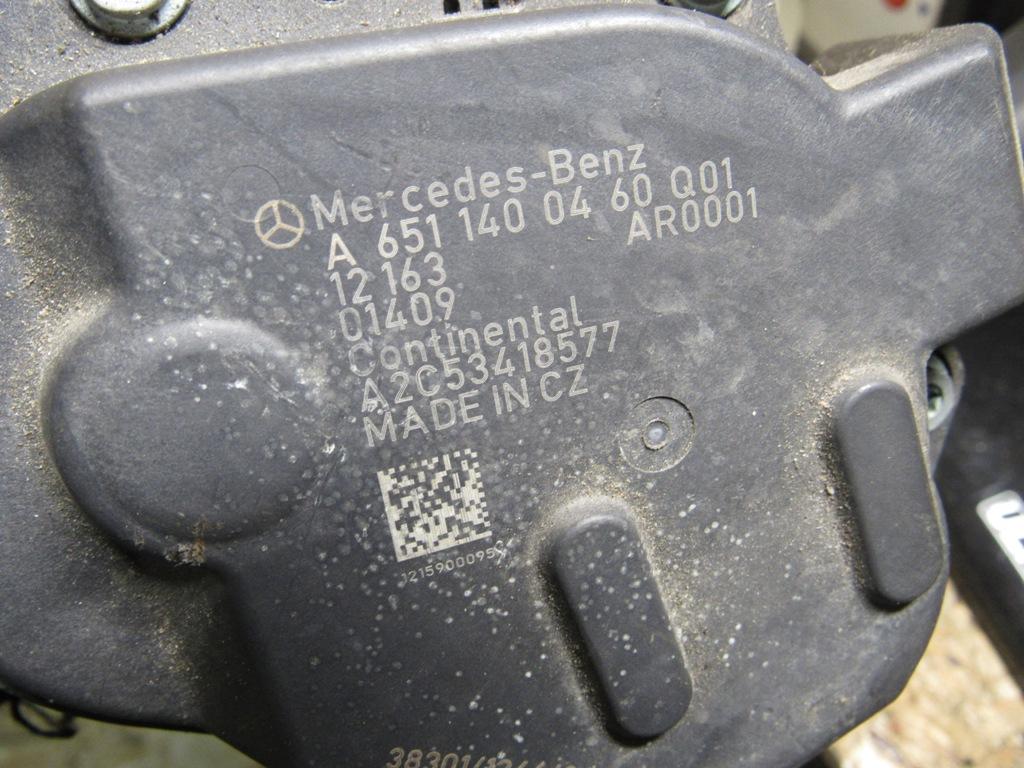 Mercedes-Benz
A 651 140 04 60 Q01
AR0001
12 163
01409
Continental
A2C53418577
MADE IN CZ